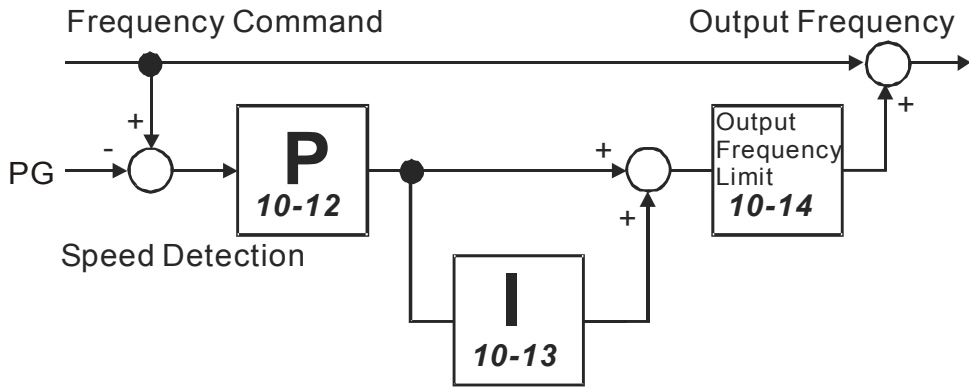 Frequency Command
Output Frequency
+
-
PG
P
10-12
Speed Detection
+
+
I
10-13
Output
Frequency
Limit
10-14
+